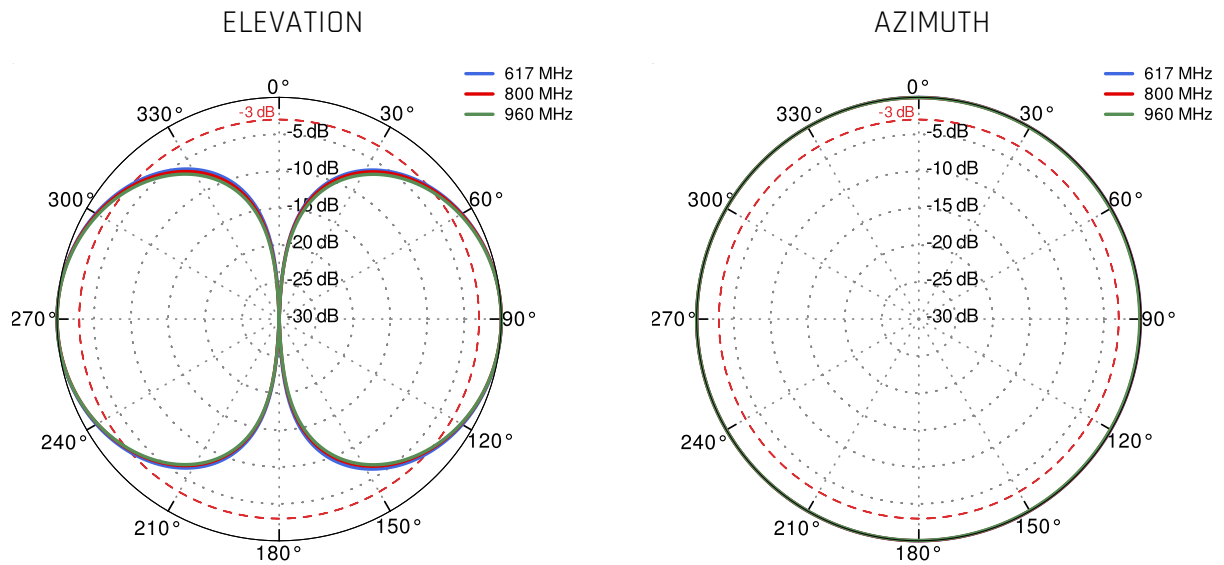 ELEVATION
617 MHz
800 MHz
960 MHz
0°
330°
-3 dB
30°
-5 dB
-10 dB
300°
-15 dB
60°
-20 dB
-25 dB
270°
-30 dB
90°
240°
120°
210°
150°
180°
AZIMUTH
617 MHz
800 MHz
960 MHz
0°
330°
-3 dB
30°
-5 dB
-10 dB
300°
-15 dB
60°
-20 dB
-25 dB
270°
-30 dB
90°
240°
120°
210°
150°
180°